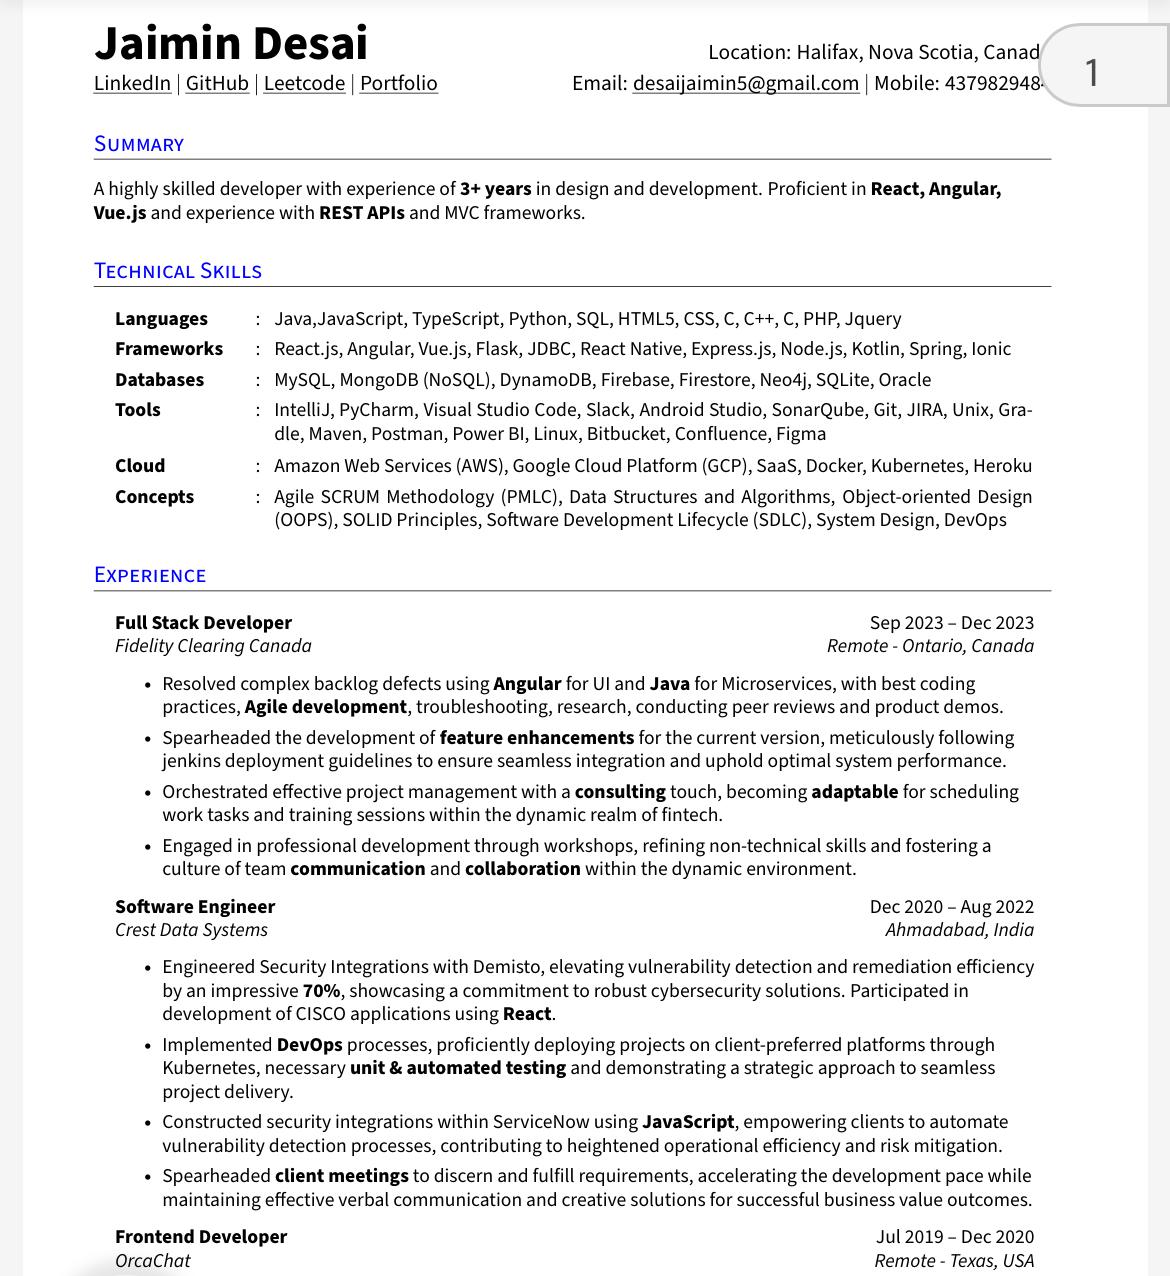 Jaimin Desai
Location: Halifax, Nova Scotia, Canad
LinkedIn | GitHub | Leetcode | Portfolio
Email: desaijaimin5@gmail.com | Mobile: 437982948
1
Summary
A highly skilled developer with experience of 3+ years in design and development. Proficient in React, Angular,
Vue.js and experience with REST APIs and MVC frameworks.
Technical Skills
Languages : Java,JavaScript, TypeScript, Python, SQL, HTML5, CSS, C, C++, C, PHP, Jquery
Frameworks : React.js, Angular, Vue.js, Flask, JDBC, React Native, Express.js, Node.js, Kotlin, Spring, Ionic
Databases : MySQL, MongoDB (NoSQL), DynamoDB, Firebase, Firestore, Neo4j, SQLite, Oracle
Tools : IntelliJ, PyCharm, Visual Studio Code, Slack, Android Studio, SonarQube, Git, JIRA, Unix, Gra-
dle, Maven, Postman, Power BI, Linux, Bitbucket, Confluence, Figma
Cloud : Amazon Web Services (AWS), Google Cloud Platform (GCP), SaaS, Docker, Kubernetes, Heroku
Concepts : Agile SCRUM Methodology (PMLC), Data Structures and Algorithms, Object-oriented Design
(OOPS), SOLID Principles, Software Development Lifecycle (SDLC), System Design, DevOps
Experience
Full Stack Developer Sep 2023 – Dec 2023
Fidelity Clearing Canada Remote - Ontario, Canada
• Resolved complex backlog defects using Angular for UI and Java for Microservices, with best coding
practices, Agile development, troubleshooting, research, conducting peer reviews and product demos.
• Spearheaded the development of feature enhancements for the current version, meticulously following
jenkins deployment guidelines to ensure seamless integration and uphold optimal system performance.
• Orchestrated effective project management with a consulting touch, becoming adaptable for scheduling
work tasks and training sessions within the dynamic realm of fintech.
• Engaged in professional development through workshops, refining non-technical skills and fostering a
culture of team communication and collaboration within the dynamic environment.
Software Engineer Dec 2020 – Aug 2022
Crest Data Systems Ahmadabad, India
• Engineered Security Integrations with Demisto, elevating vulnerability detection and remediation efficiency
by an impressive 70%, showcasing a commitment to robust cybersecurity solutions. Participated in
development of CISCO applications using React.
• Implemented DevOps processes, proficiently deploying projects on client-preferred platforms through
Kubernetes, necessary unit & automated testing and demonstrating a strategic approach to seamless
project delivery.
• Constructed security integrations within ServiceNow using JavaScript, empowering clients to automate
vulnerability detection processes, contributing to heightened operational efficiency and risk mitigation.
• Spearheaded client meetings to discern and fulfill requirements, accelerating the development pace while
maintaining effective verbal communication and creative solutions for successful business value outcomes.
Frontend Developer Jul 2019 – Dec 2020
OrcaChat Remote - Texas, USA